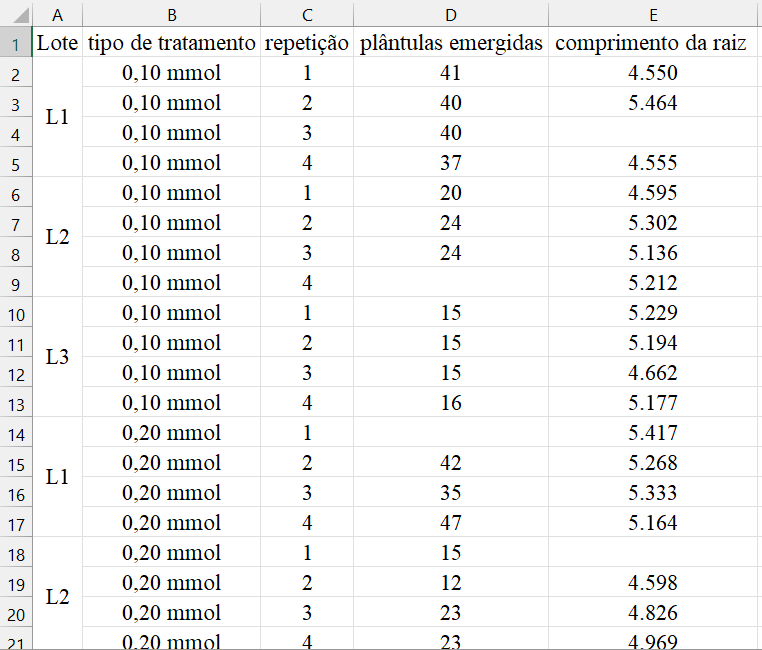 A B C D E
1 Lote tipo de tratamento repetição plântulas emergidas comprimento da raiz
2 0,10 mmol 1 41 4.550
3 0,10 mmol 2 40 5.464
L1
4 0,10 mmol 3 40
5 0,10 mmol 4 37 4.555
6 0,10 mmol 1 20 4.595
7 0,10 mmol 2 24 5.302
L2
8 0,10 mmol 3 24 5.136
9 0,10 mmol 4 5.212
10 0,10 mmol 1 15 5.229
11 0,10 mmol 2 15 5.194
L3
12 0,10 mmol 3 15 4.662
13 0,10 mmol 4 16 5.177
14 0,20 mmol 1 5.417
15 0,20 mmol 2 42 5.268
L1
16 0,20 mmol 3 35 5.333
17 0,20 mmol 4 47 5.164
18 0,20 mmol 1 15
19 0,20 mmol 2 12 4.598
L2
20 0,20 mmol 3 23 4.826
21 0,20 mmol 4 23 4.969